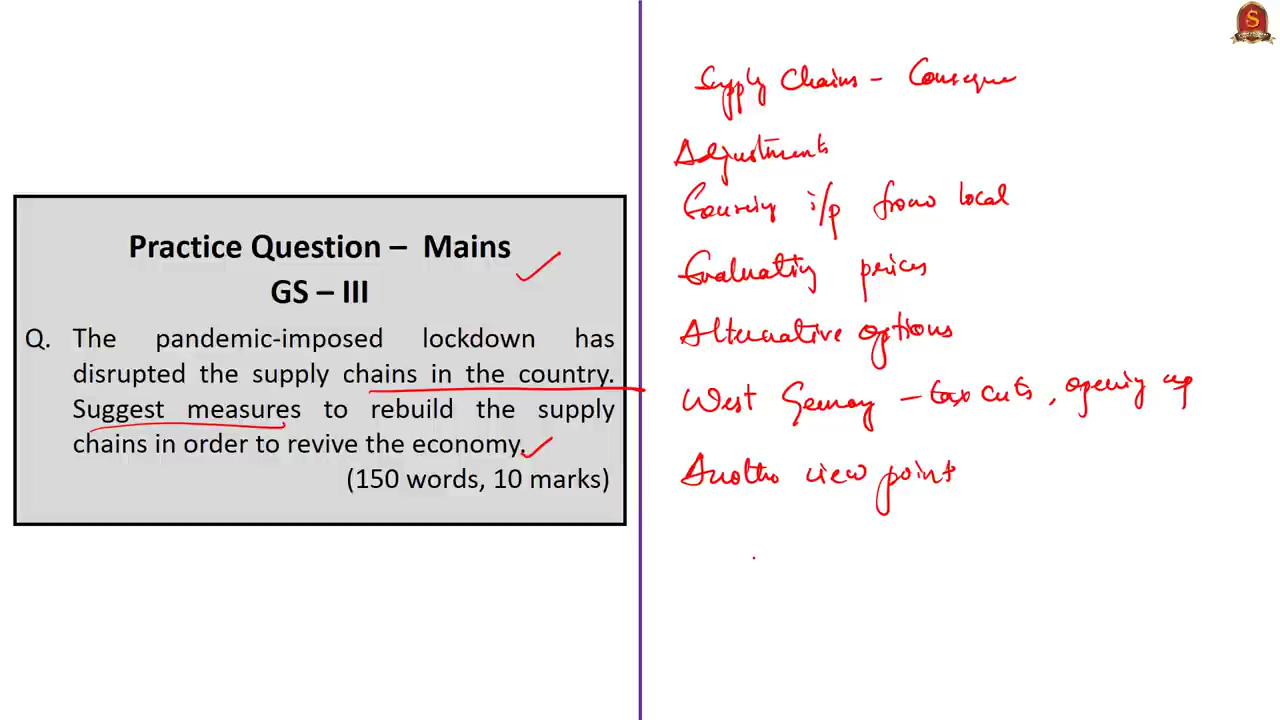 Practice Question – Mains
GS – III
Q. The pandemic-imposed lockdown has
disrupted the supply chains in the country.
Suggest measures to rebuild the supply
chains in order to revive the economy.
(150 words, 10 marks)
Supply Chains -
Adjustments
i/p from local
Evaluating prices
Alternative options
West Germany - tax cuts, opening up
Another view point